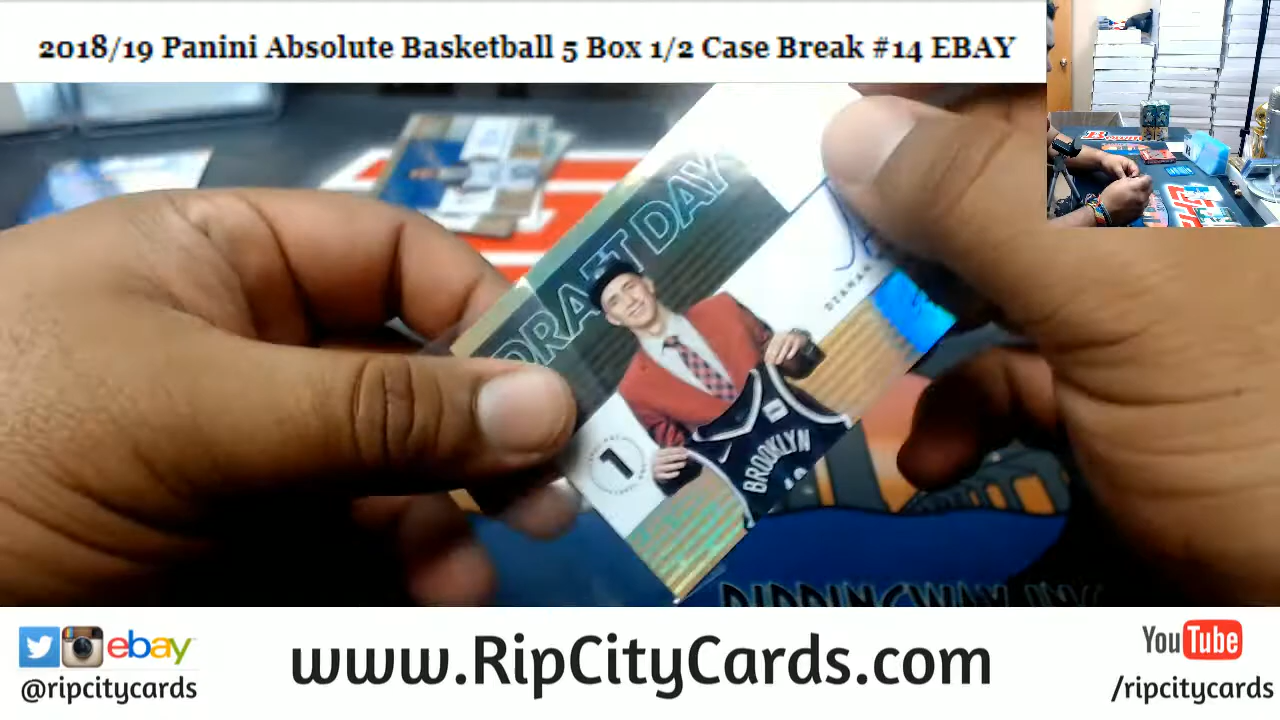 2018/19 Panini Absolute Basketball 5 Box 1/2 Case Break #14 EBAY
DRAFT DAY
1
BROOKLYN
ebay
@ripcitycards
www.RipCityCards.com
YouTube
/ripcitycards